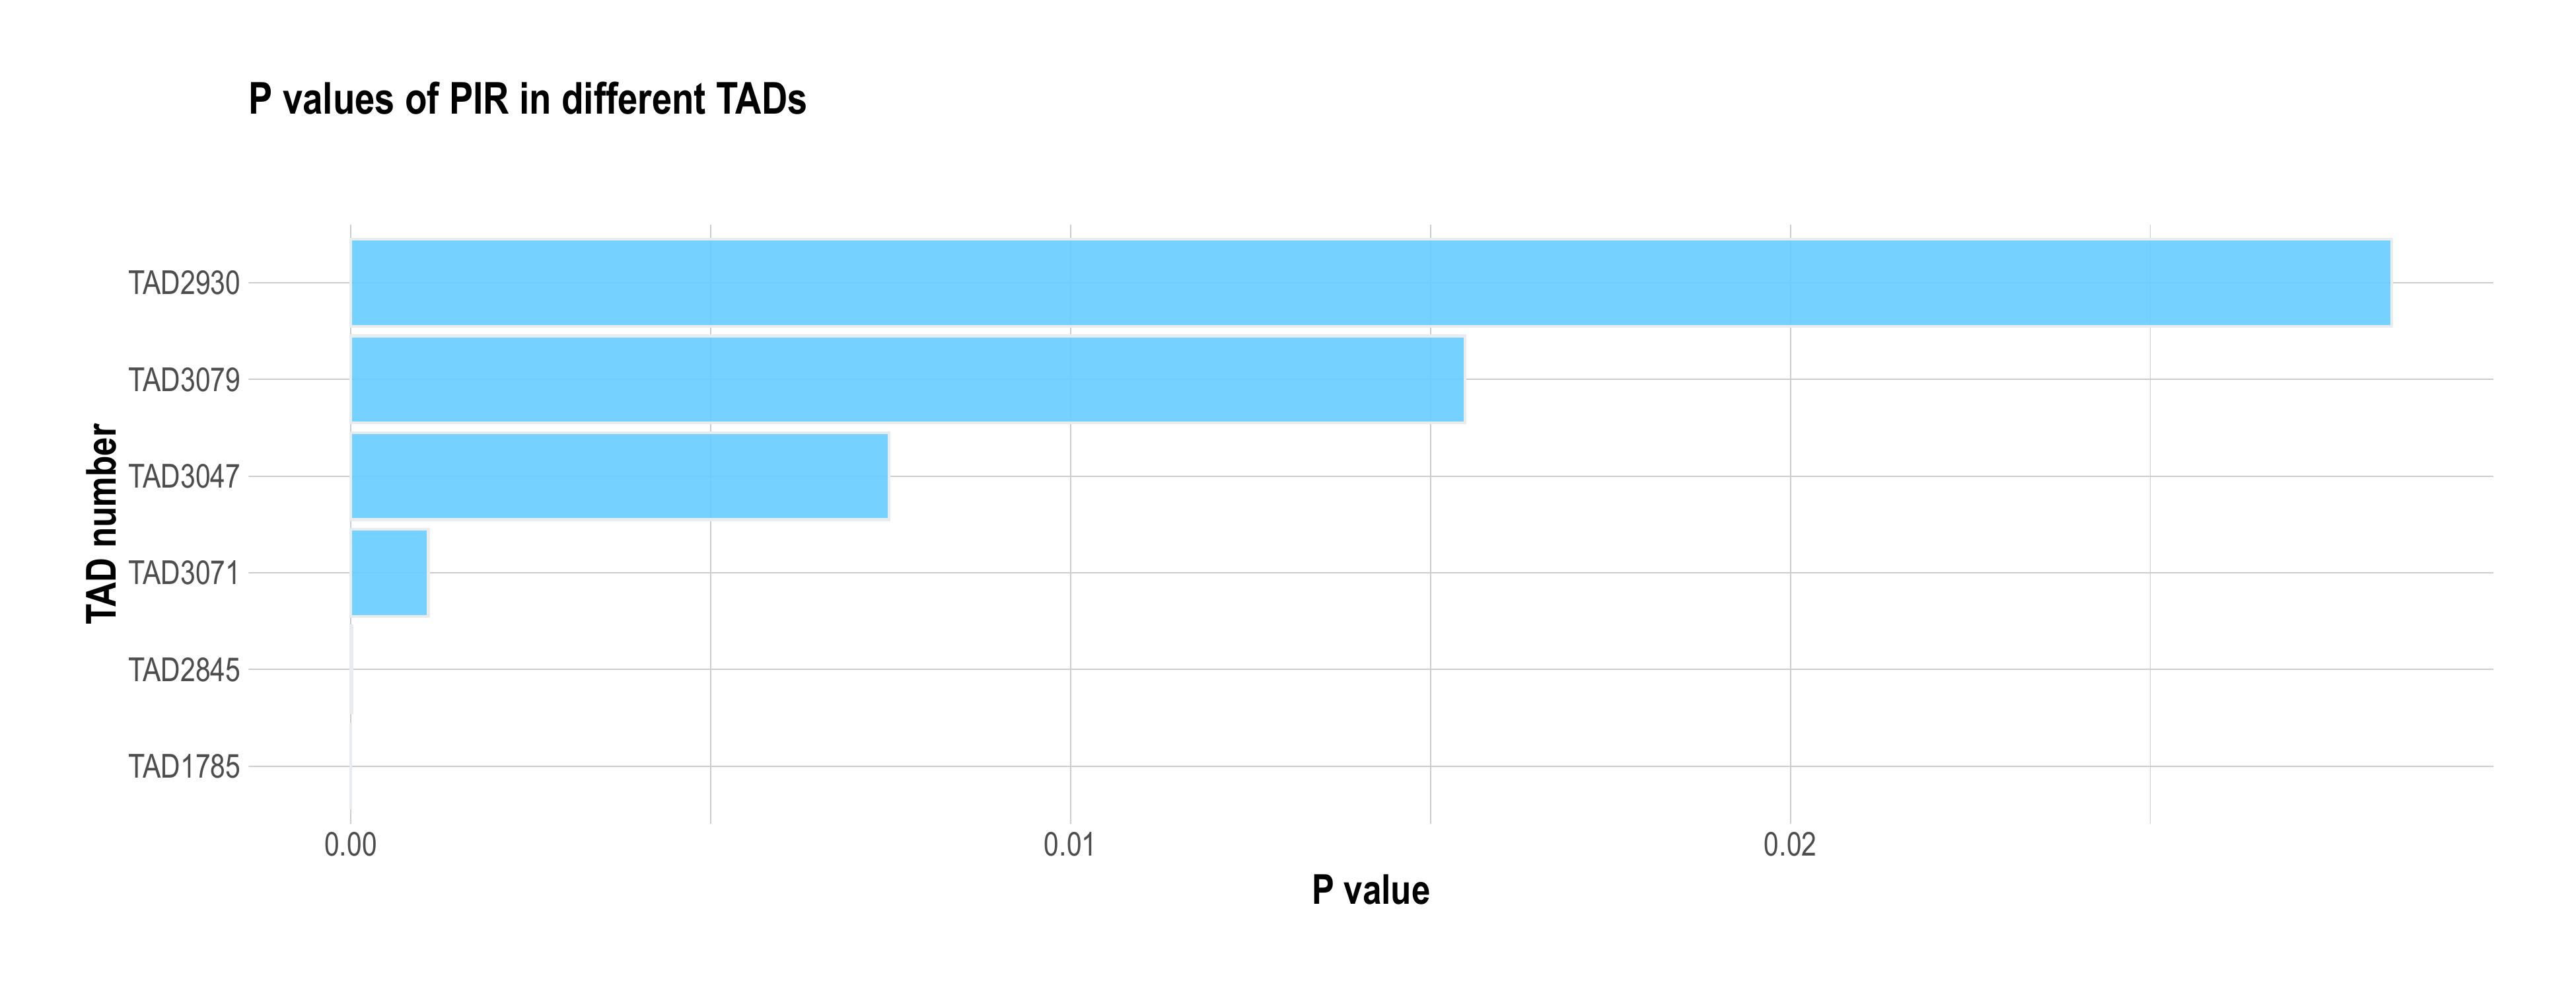 P values of PIR in different TADs
TAD2930
TAD3079
TAD3047
TAD3071
TAD2845
TAD1785
TAD number
0.00
0.01
0.02
P value